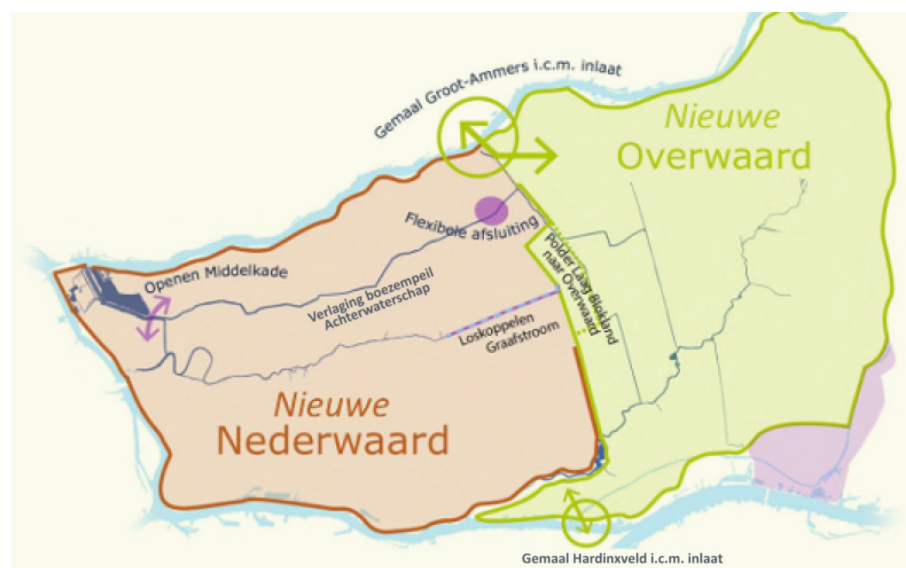 Gemaal Groot-Ammers i.c.m. inlaat
Nieuwe
Overwaard
Flexibole afsluiting
Polder Laag Blokland
naar Overwaard
Openen Middelkade
Verlaging boezempeil
Achterwaterschap
Loskoppelen
Graafstroom
Nieuwe
Nederwaard
Gemaal Hardinxveld i.c.m. inlaat